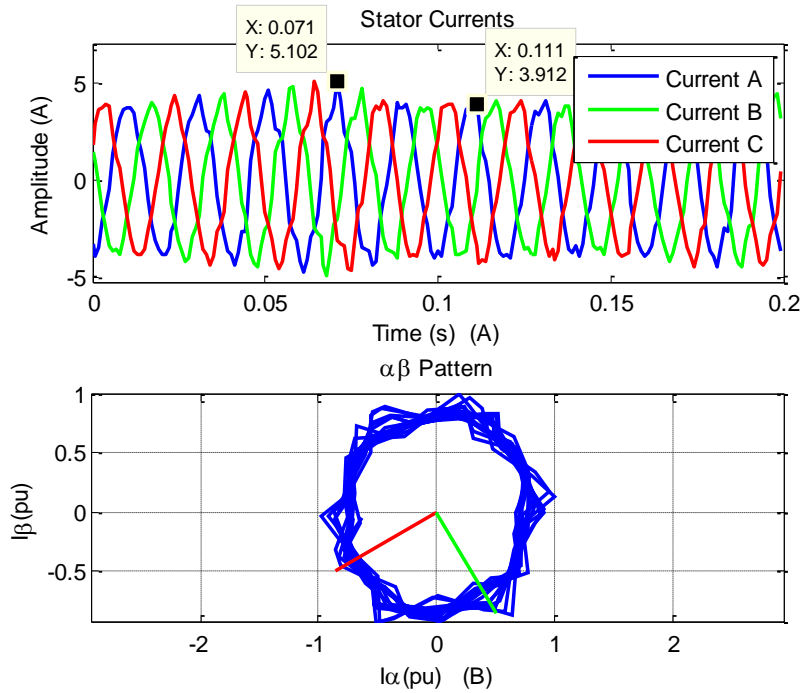 Stator Currents
X: 0.071
Y: 5.102
X: 0.111
Y: 3.912
Current A
Current B
Current C
Amplitude (A)
5
0
-5
0
0.05
0.1
0.15
0.2
Time (s) (A)
αβ Pattern
Iβ(pu)
1
0.5
0
-0.5
-2
-1
0
1
2
Iα(pu) (B)